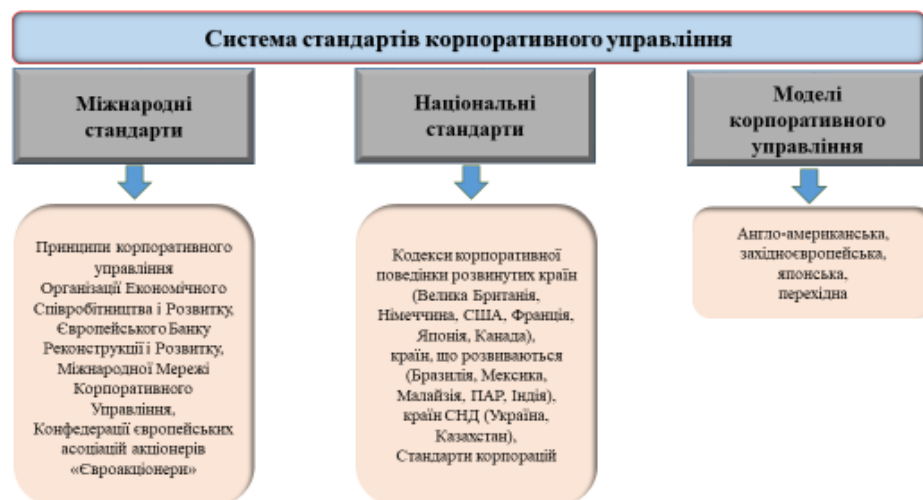 Система стандартів корпоративного управління
Міжнародні
стандарти
Принципи корпоративного
управління
Організації Економічного
Співробітництва і Розвитку,
Європейського Банку
Реконструкції і Розвитку,
Міжнародної Мережі
Корпоративного
Управління,
Конфедерації європейських
асоціацій акціонерів
«Євроакціонери»
Національні
стандарти
Кодекси корпоративної
поведінки розвинутих країн
(Велика Британія,
Німеччина, США, Франція,
Японія, Канада),
країн, що розвиваються
(Бразилія, Мексика,
Малайзія, ПАР, Індія),
країн СНД (Україна,
Казахстан),
Стандарти корпорацій
Моделі
корпоративного
управління
Англо-американська,
західноєвропейська,
японська,
перехідна